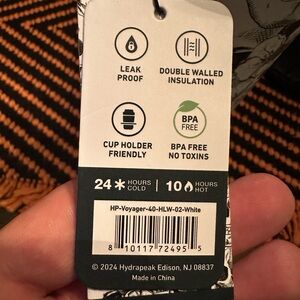 LEAK
PROOF
DOUBLE WALLED
INSULATION
CUP HOLDER
FRIENDLY
BPA
FREE
BPA FREE
NO TOXINS
24 HOURS COLD | 10 HOURS HOT
HP-Voyager-40-HLW-02-White
8 10117 72495 5
© 2024 Hydrapeak Edison, NJ 08837
Made in China